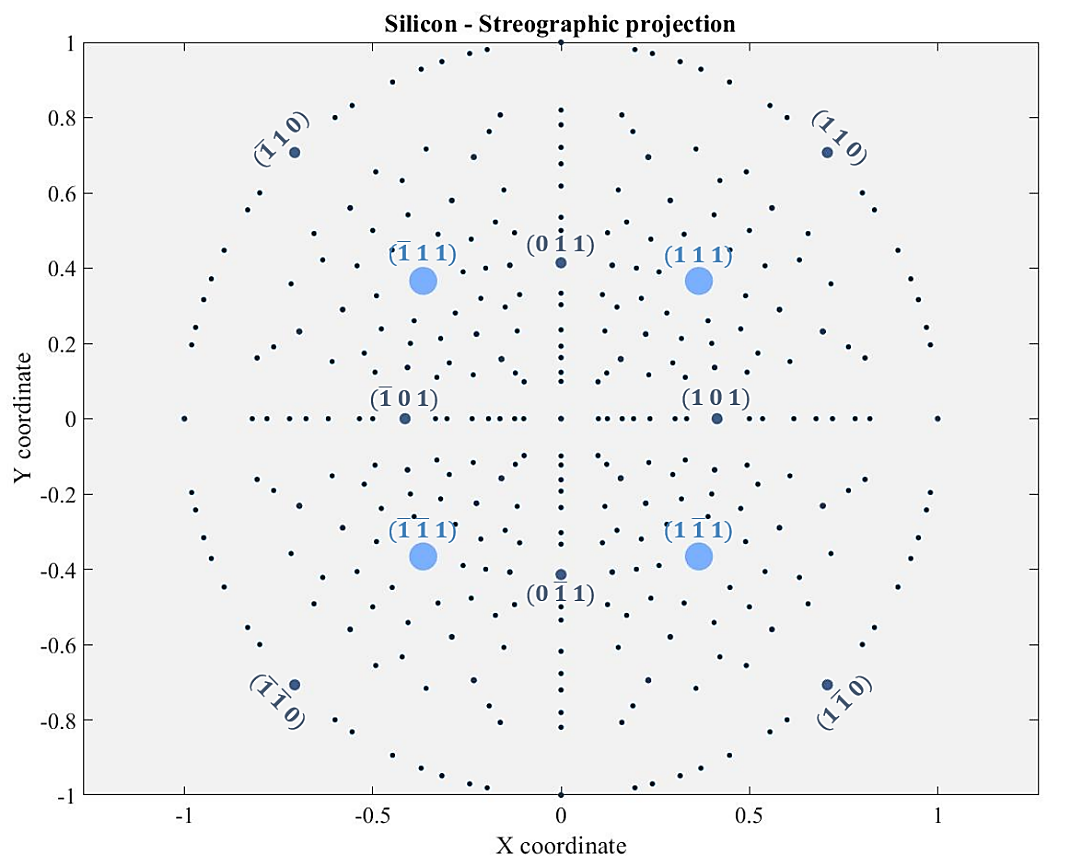 Silicon - Streographic projection
1
0.8
0.6
0.4
0.2
0
-0.2
-0.4
-0.6
-0.8
-1
Y coordinate
(1̅ 1 0)
(1 1 0)
(0 1 1)
(1̅ 1 1)
(1 1 1)
(1̅ 0 1)
(1 0 1)
(1̅ 1̅ 1)
(1 1̅ 1)
(0 1̅ 1)
(1̅ 1̅ 0)
(1 1̅ 0)
-1
-0.5
0
0.5
1
X coordinate